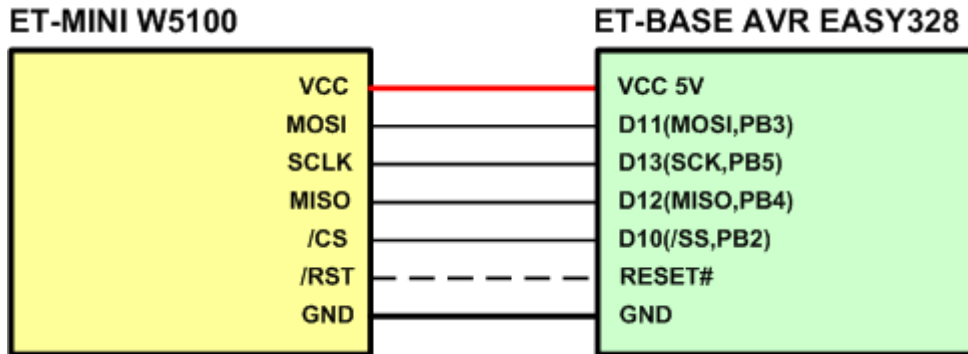 ET-MINI W5100
ET-BASE AVR EASY328
VCC
VCC 5V
MOSI
D11(MOSI,PB3)
SCLK
D13(SCK,PB5)
MISO
D12(MISO,PB4)
/CS
D10(/SS,PB2)
/RST
RESET#
GND
GND